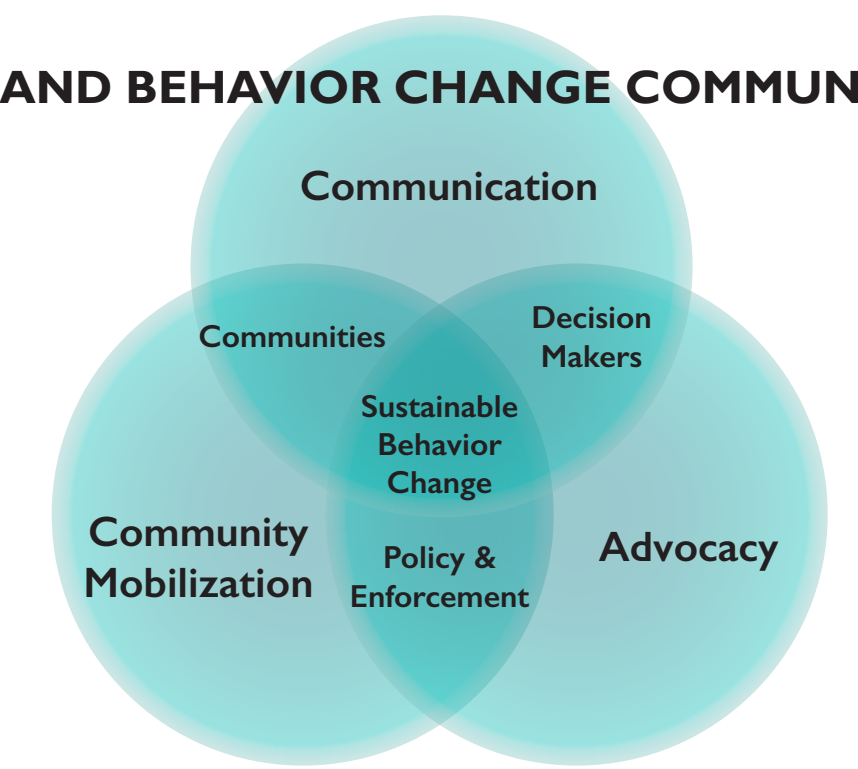 AND BEHAVIOR CHANGE COMMUN
Communication
Communities
Decision
Makers
Sustainable
Behavior
Change
Community
Mobilization
Advocacy
Policy &
Enforcement